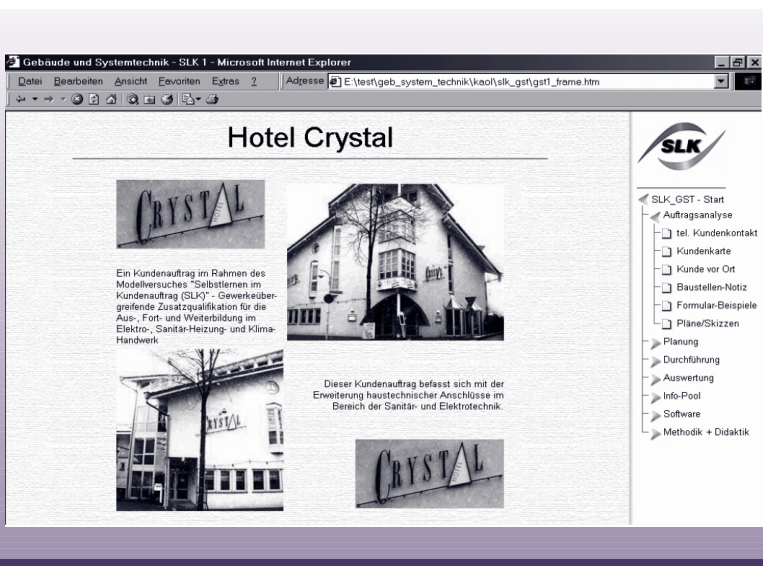 Gebäude und Systemtechnik - SLK 1 - Microsoft Internet Explorer
Datei Bearbeiten Ansicht Favoriten Extras ? Adresse E:\test\geb_system_technik\kaol\slk_gst\gst1_frame.htm
Hotel Crystal
CRYSTAL
HOTEL
CRYSTAL
Ein Kundenauftrag im Rahmen des
Modellversuches "Selbstlernen im
Kundenauftrag (SLK)" - Gewerkeüber-
greifende Zusatzqualifikation für die
Aus-, Fort- und Weiterbildung im
Elektro-, Sanitär-Heizung- und Klima-
Handwerk
CRYSTAL
Dieser Kundenauftrag befasst sich mit der
Erweiterung haustechnischer Anschlüsse im
Bereich der Sanitär- und Elektrotechnik.
CRYSTAL
HOTEL
SLK
SLK_GST - Start
Auftragsanalyse
tel. Kundenkontakt
Kundenkarte
Kunde vor Ort
Baustellen-Notiz
Formular-Beispiele
Pläne/Skizzen
Planung
Durchführung
Auswertung
Info-Pool
Software
Methodik + Didaktik